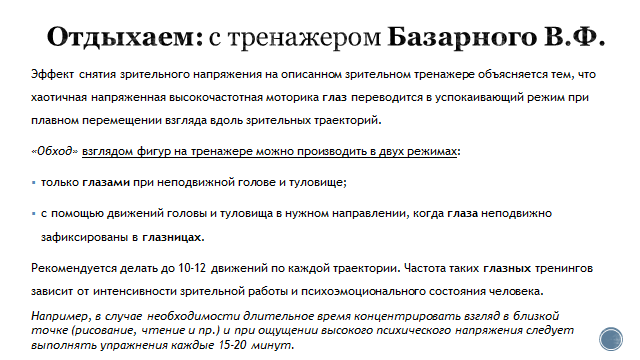 Отдыхаем: с тренажером Базарного В.Ф.
Эффект снятия зрительного напряжения на описанном зрительном тренажере объясняется тем, что
хаотичная напряженная высокочастотная моторика глаз переводится в успокаивающий режим при
плавном перемещении взгляда вдоль зрительных траекторий.
«Обход» взглядом фигур на тренажере можно производить в двух режимах:
▪ только глазами при неподвижной голове и туловище;
▪ с помощью движений головы и туловища в нужном направлении, когда глаза неподвижно
зафиксированы в глазницах.
Рекомендуется делать до 10-12 движений по каждой траектории. Частота таких глазных тренингов
зависит от интенсивности зрительной работы и психоэмоционального состояния человека.
Например, в случае необходимости длительное время концентрировать взгляд в близкой
точке (рисование, чтение и пр.) и при ощущении высокого психического напряжения следует
выполнять упражнения каждые 15-20 минут.